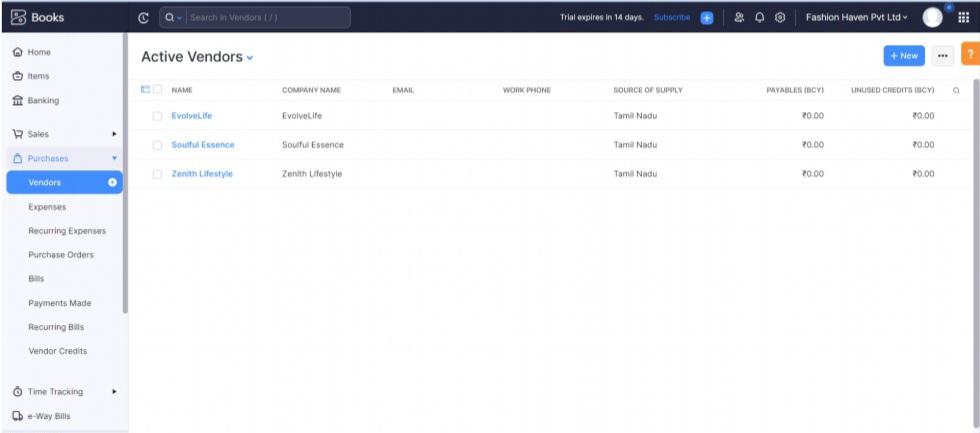 Books
Search in Vendors ( / )
Trial expires in 14 days. Subscribe
Fashion Haven Pvt Ltd
Home
Items
Banking
Sales
Purchases
Vendors
Expenses
Recurring Expenses
Purchase Orders
Bills
Payments Made
Recurring Bills
Vendor Credits
Time Tracking
e-Way Bills
Active Vendors
+ New
?
NAME COMPANY NAME EMAIL WORK PHONE SOURCE OF SUPPLY PAYABLES (BCY) UNUSED CREDITS (BCY)
EvolveLife EvolveLife Tamil Nadu ₹0.00 ₹0.00
Soulful Essence Soulful Essence Tamil Nadu ₹0.00 ₹0.00
Zenith Lifestyle Zenith Lifestyle Tamil Nadu ₹0.00 ₹0.00